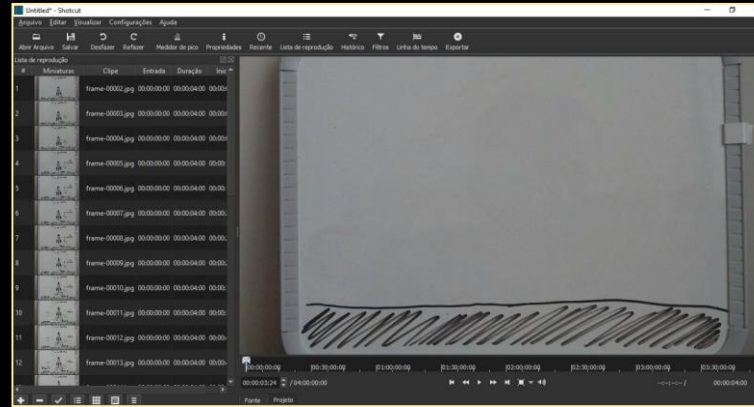 Untitled* - Shotcut
Arquivo Editar Visualizar Configurações Ajuda
Abrir Arquivo Salvar Desfazer Refazer Medidor de pico Propriedades Recente Lista de reprodução Histórico Filtros Linha do tempo Exportar
Lista de reprodução
# Miniaturas Clipe Entrada Duração
1 frame-00002.jpg 00:00:00:00 00:00:04:00
2 frame-00003.jpg 00:00:00:00 00:00:04:00
3 frame-00004.jpg 00:00:00:00 00:00:04:00
4 frame-00005.jpg 00:00:00:00 00:00:04:00
5 frame-00006.jpg 00:00:00:00 00:00:04:00
6 frame-00007.jpg 00:00:00:00 00:00:04:00
7 frame-00008.jpg 00:00:00:00 00:00:04:00
8 frame-00009.jpg 00:00:00:00 00:00:04:00
9 frame-00010.jpg 00:00:00:00 00:00:04:00
10 frame-00011.jpg 00:00:00:00 00:00:04:00
11 frame-00012.jpg 00:00:00:00 00:00:04:00
12 frame-00013.jpg 00:00:00:00 00:00:04:00
00:00:00:00 00:00:30:00 00:01:00:00 00:01:30:00 00:02:00:00 00:02:30:00 00:03:00:00 00:03:30:00
00:00:03:24 / 04:00:00:00 --:--:--:-- / 00:00:04:00
Fonte Projeto